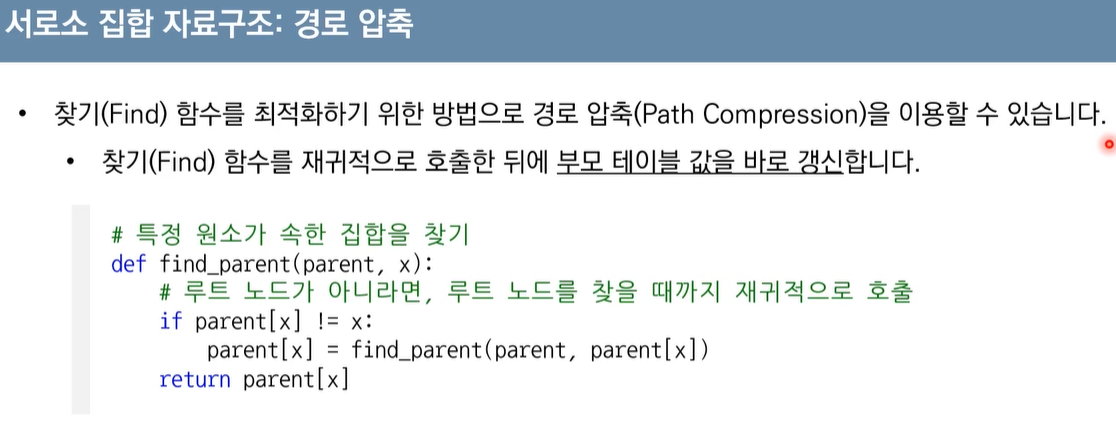 서로소 집합 자료구조: 경로 압축
• 찾기(Find) 함수를 최적화하기 위한 방법으로 경로 압축(Path Compression)을 이용할 수 있습니다.
• 찾기(Find) 함수를 재귀적으로 호출한 뒤에 부모 테이블 값을 바로 갱신합니다.
# 특정 원소가 속한 집합을 찾기
def find_parent(parent, x):
    # 루트 노드가 아니라면, 루트 노드를 찾을 때까지 재귀적으로 호출
    if parent[x] != x:
        parent[x] = find_parent(parent, parent[x])
    return parent[x]